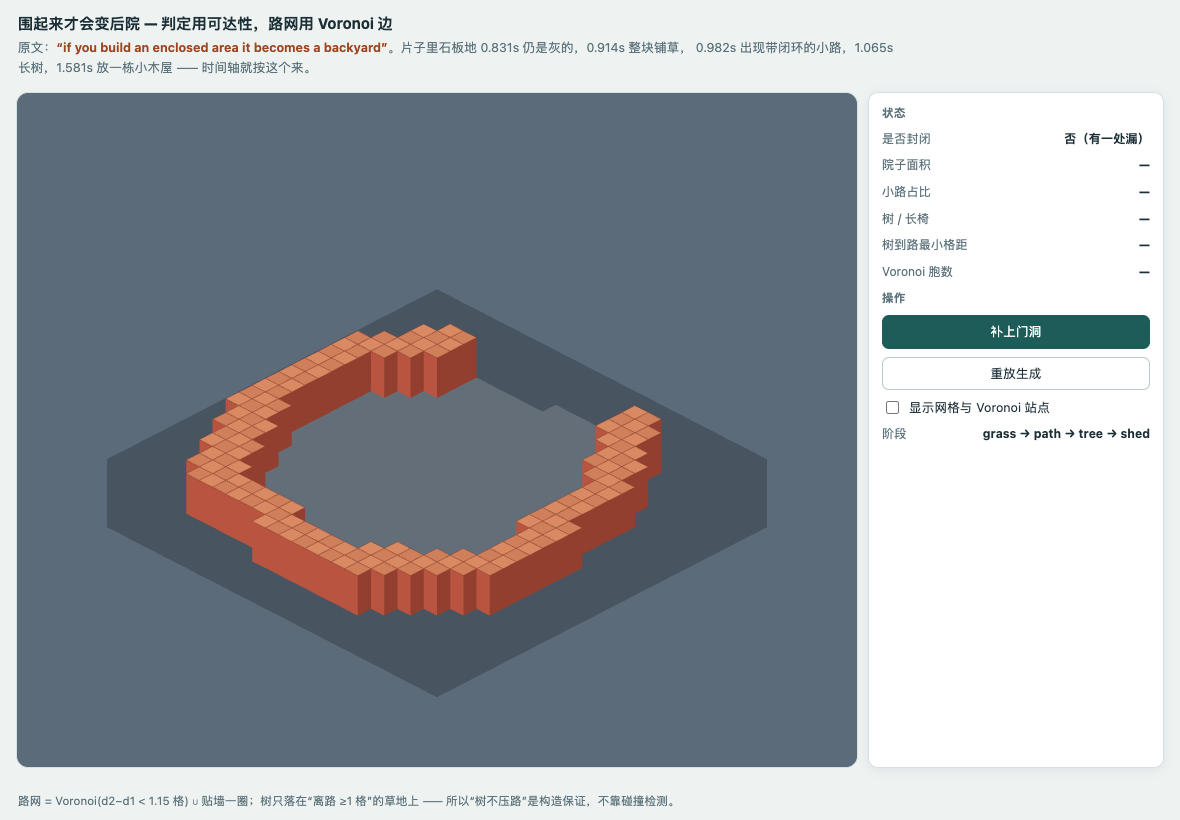 围起来才会变后院 — 判定用可达性，路网用 Voronoi 边
原文：“if you build an enclosed area it becomes a backyard”。片子里石板地 0.831s 仍是灰的，0.914s 整块铺草， 0.982s 出现带闭环的小路，1.065s
长树，1.581s 放一栋小木屋 —— 时间轴就按这个来。
状态
是否封闭 否（有一处漏）
院子面积 —
小路占比 —
树 / 长椅 —
树到路最小格距 —
Voronoi 胞数 —
操作
补上门洞
重放生成
显示网格与 Voronoi 站点
阶段 grass → path → tree → shed
路网 = Voronoi(d2−d1 < 1.15 格) ∪ 贴墙一圈；树只落在“离路 ≥1 格”的草地上 —— 所以“树不压路”是构造保证，不靠碰撞检测。